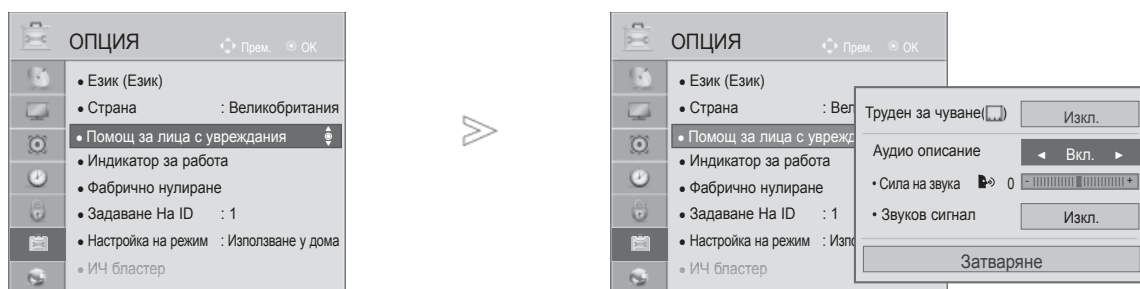 ОПЦИЯ
Прем. OK
• Език (Език)
• Страна : Великобритания
• Помощ за лица с увреждания
• Индикатор за работа
• Фабрично нулиране
• Задаване На ID : 1
• Настройка на режим : Използване у дома
• ИЧ бластер
ОПЦИЯ
Прем. OK
• Език (Език)
• Страна : Вел
• Помощ за лица с уврежд
• Индикатор за работа
• Фабрично нулиране
• Задаване На ID : 1
• Настройка на режим : Изпо
• ИЧ бластер
Труден за чуване( ) Изкл.
Аудио описание ◄ Вкл. ►
• Сила на звука 0 - +
• Звуков сигнал Изкл.
Затваряне